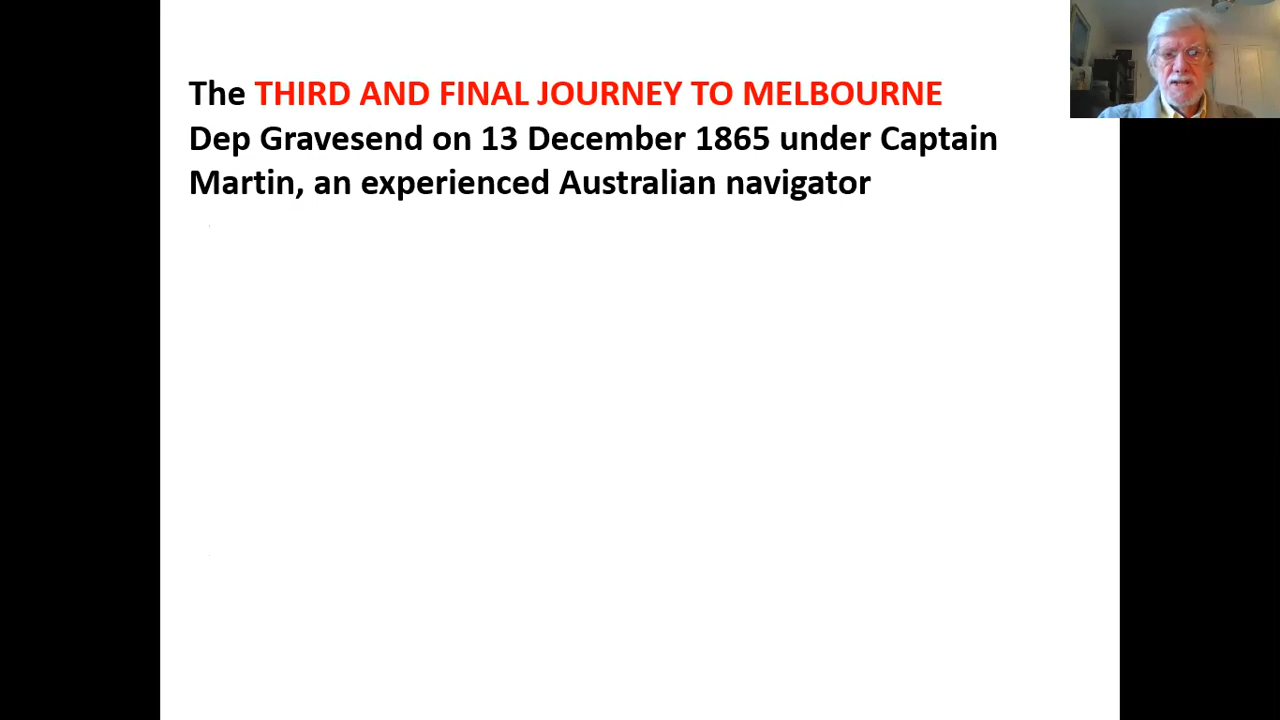 The THIRD AND FINAL JOURNEY TO MELBOURNE
Dep Gravesend on 13 December 1865 under Captain
Martin, an experienced Australian navigator